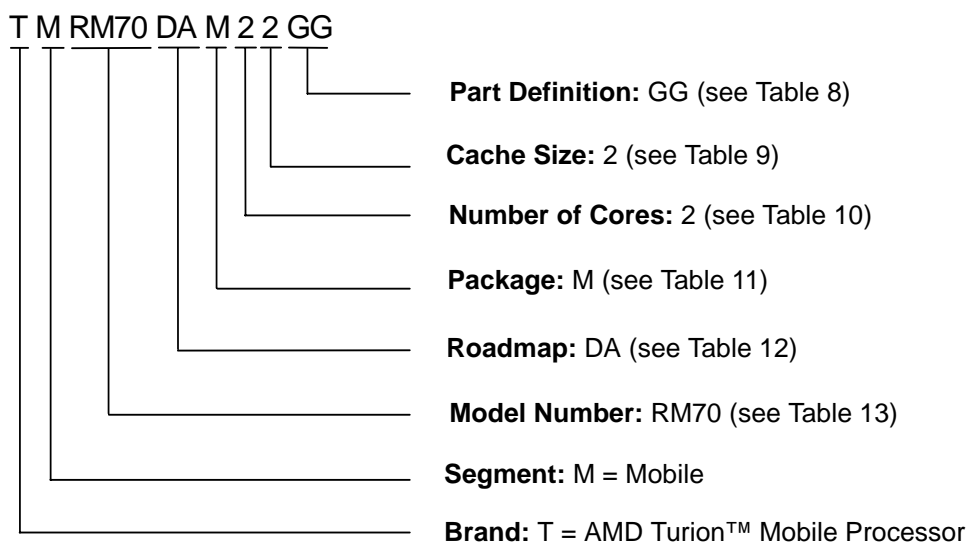 T M RM70 DA M 2 2 GG
Part Definition: GG (see Table 8)
Cache Size: 2 (see Table 9)
Number of Cores: 2 (see Table 10)
Package: M (see Table 11)
Roadmap: DA (see Table 12)
Model Number: RM70 (see Table 13)
Segment: M = Mobile
Brand: T = AMD Turion™ Mobile Processor